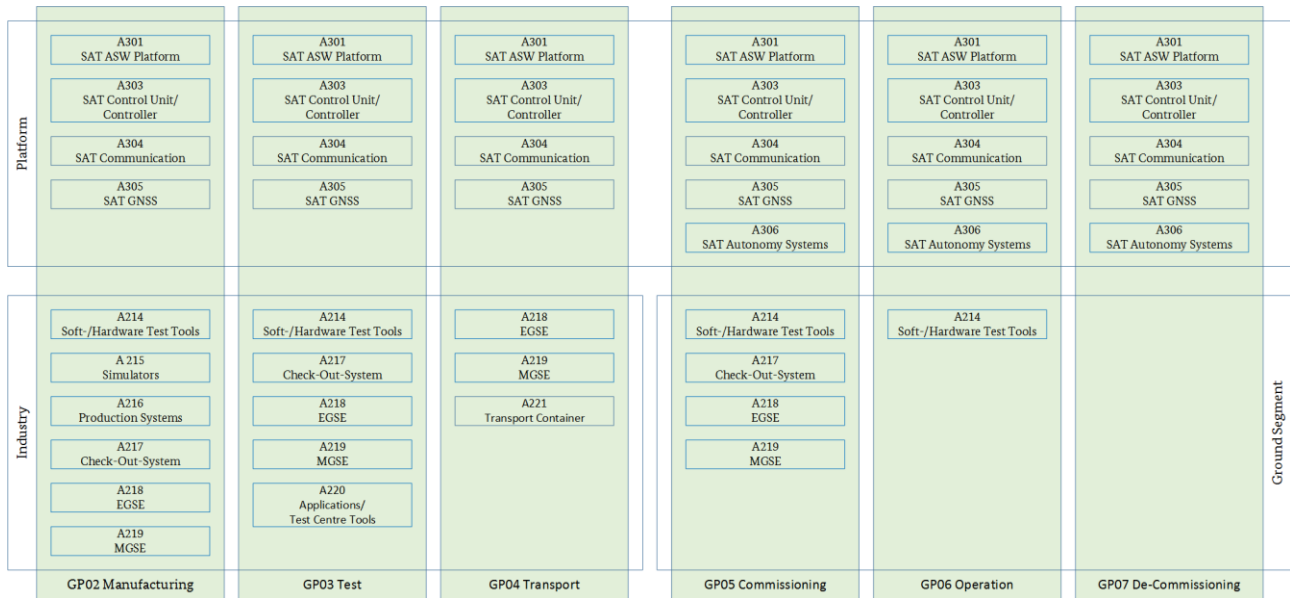 Platform
A301
SAT ASW Platform
A303
SAT Control Unit/
Controller
A304
SAT Communication
A305
SAT GNSS
A301
SAT ASW Platform
A303
SAT Control Unit/
Controller
A304
SAT Communication
A305
SAT GNSS
A301
SAT ASW Platform
A303
SAT Control Unit/
Controller
A304
SAT Communication
A305
SAT GNSS
A301
SAT ASW Platform
A303
SAT Control Unit/
Controller
A304
SAT Communication
A305
SAT GNSS
A306
SAT Autonomy Systems
A301
SAT ASW Platform
A303
SAT Control Unit/
Controller
A304
SAT Communication
A305
SAT GNSS
A306
SAT Autonomy Systems
A301
SAT ASW Platform
A303
SAT Control Unit/
Controller
A304
SAT Communication
A305
SAT GNSS
A306
SAT Autonomy Systems
Industry
A214
Soft-/Hardware Test Tools
A 215
Simulators
A216
Production Systems
A217
Check-Out-System
A218
EGSE
A219
MGSE
A214
Soft-/Hardware Test Tools
A217
Check-Out-System
A218
EGSE
A219
MGSE
A220
Applications/
Test Centre Tools
A218
EGSE
A219
MGSE
A221
Transport Container
A214
Soft-/Hardware Test Tools
A217
Check-Out-System
A218
EGSE
A219
MGSE
A214
Soft-/Hardware Test Tools
Ground Segment
GP02 Manufacturing
GP03 Test
GP04 Transport
GP05 Commissioning
GP06 Operation
GP07 De-Commissioning